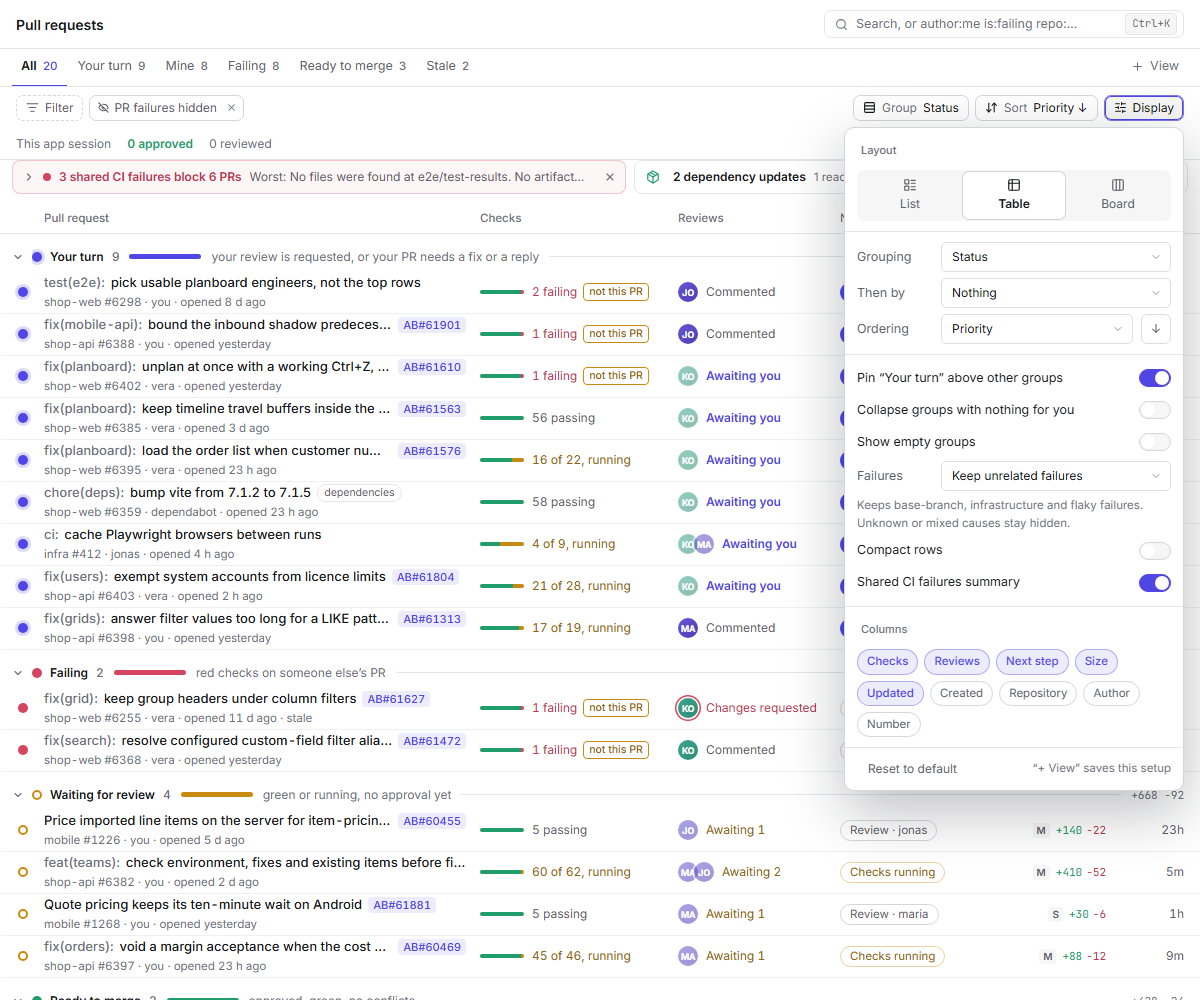 Pull requests
Search, or author:me is:failing repo:... Ctrl+K
All 20 Your turn 9 Mine 8 Failing 8 Ready to merge 3 Stale 2 + View
Filter PR failures hidden × Group Status Sort Priority ↓ Display
This app session 0 approved 0 reviewed
3 shared CI failures block 6 PRs Worst: No files were found at e2e/test-results. No artifact... ×
2 dependency updates
Pull request Checks Reviews
Your turn 9 your review is requested, or your PR needs a fix or a reply
test(e2e): pick usable planboard engineers, not the top rows
shop-web #6298 · you · opened 8 d ago
2 failing not this PR JO Commented
fix(mobile-api): bound the inbound shadow predeces... AB#61901
shop-api #6388 · you · opened yesterday
1 failing not this PR JO Commented
fix(planboard): unplan at once with a working Ctrl+Z, ... AB#61610
shop-web #6402 · vera · opened yesterday
1 failing not this PR KO Awaiting you
fix(planboard): keep timeline travel buffers inside the ... AB#61563
shop-web #6385 · vera · opened 3 d ago
56 passing KO Awaiting you
fix(planboard): load the order list when customer nu... AB#61576
shop-web #6395 · vera · opened 23 h ago
16 of 22, running KO Awaiting you
chore(deps): bump vite from 7.1.2 to 7.1.5 dependencies
shop-web #6359 · dependabot · opened 23 h ago
58 passing KO Awaiting you
ci: cache Playwright browsers between runs
infra #412 · jonas · opened 4 h ago
4 of 9, running KO MA Awaiting you
fix(users): exempt system accounts from licence limits AB#61804
shop-api #6403 · vera · opened 2 h ago
21 of 28, running KO Awaiting you
fix(grids): answer filter values too long for a LIKE patt... AB#61313
shop-api #6398 · you · opened yesterday
17 of 19, running MA Commented
Failing 2 red checks on someone else's PR
fix(grid): keep group headers under column filters AB#61627
shop-web #6255 · vera · opened 11 d ago · stale
1 failing not this PR KO Changes requested
fix(search): resolve configured custom-field filter alia... AB#61472
shop-web #6368 · vera · opened yesterday
1 failing not this PR KO Commented
Waiting for review 4 green or running, no approval yet +668 -92
Price imported line items on the server for item-pricin... AB#60455
mobile #1226 · you · opened 5 d ago
5 passing JO Awaiting 1 Review · jonas M +140 -22 23h
feat(teams): check environment, fixes and existing items before fi...
shop-api #6382 · you · opened 2 d ago
60 of 62, running MA JO Awaiting 2 Checks running M +410 -52 5m
Quote pricing keeps its ten-minute wait on Android AB#61881
mobile #1268 · you · opened yesterday
5 passing MA Awaiting 1 Review · maria S +30 -6 1h
fix(orders): void a margin acceptance when the cost ... AB#60469
shop-api #6397 · you · opened 23 h ago
45 of 46, running MA Awaiting 1 Checks running M +88 -12 9m
Layout
List Table Board
Grouping Status
Then by Nothing
Ordering Priority ↓
Pin “Your turn” above other groups
Collapse groups with nothing for you
Show empty groups
Failures Keep unrelated failures
Keeps base-branch, infrastructure and flaky failures.
Unknown or mixed causes stay hidden.
Compact rows
Shared CI failures summary
Columns
Checks Reviews Next step Size
Updated Created Repository Author
Number
Reset to default “+ View” saves this setup